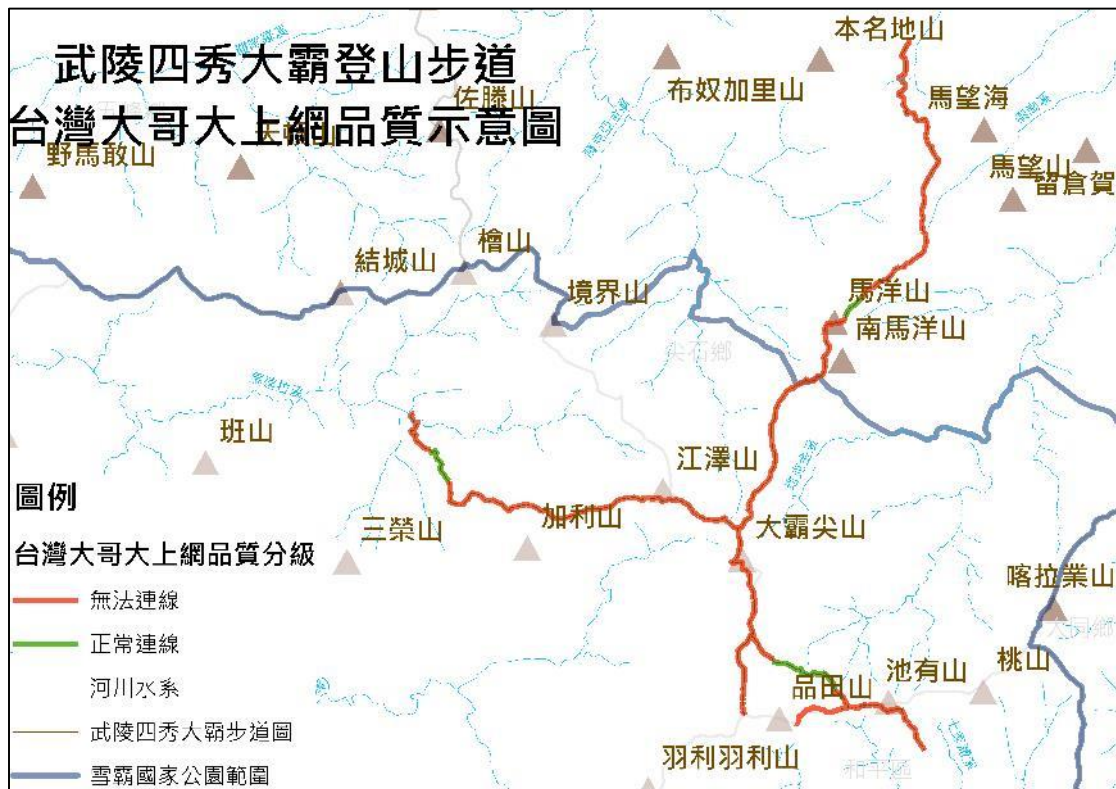 武陵四秀大霸登山步道
台灣大哥大上網品質示意圖
本名地山
佐藤山
布奴加里山
馬望海
野馬敢山
馬望山
留倉賀
檜山
結城山
境界山
馬洋山
南馬洋山
尖石鄉
班山
江澤山
圖例
加利山
大霸尖山
三榮山
台灣大哥大上網品質分級
喀拉業山
無法連線
大同鄉
正常連線
池有山
桃山
品田山
河川水系
武陵四秀大霸步道圖
羽利羽利山
和平區
雪霸國家公園範圍